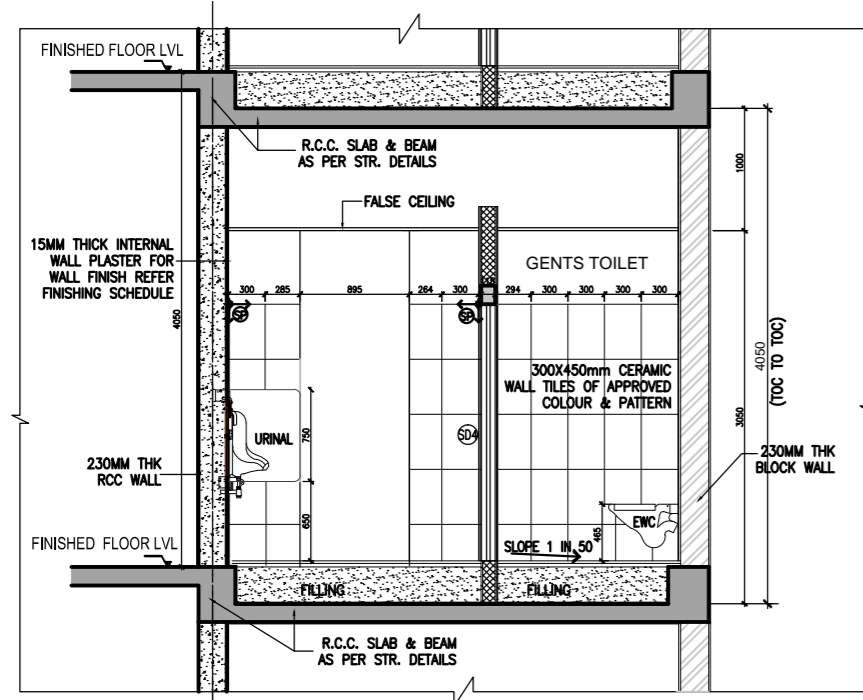 FINISHED FLOOR LVL
R.C.C. SLAB & BEAM
AS PER STR. DETAILS
1000
FALSE CEILING
15MM THICK INTERNAL
WALL PLASTER FOR
WALL FINISH REFER
FINISHING SCHEDULE
GENTS TOILET
300 285 895 264 300 294 300 300 300 300
SP
SP
4050
4050
(TOC TO TOC)
300X450mm CERAMIC
WALL TILES OF APPROVED
COLOUR & PATTERN
3050
URINAL
750
SD4
230MM THK
RCC WALL
230MM THK
BLOCK WALL
EWC
465
650
SLOPE 1 IN 50
FINISHED FLOOR LVL
FILLING
FILLING
R.C.C. SLAB & BEAM
AS PER STR. DETAILS